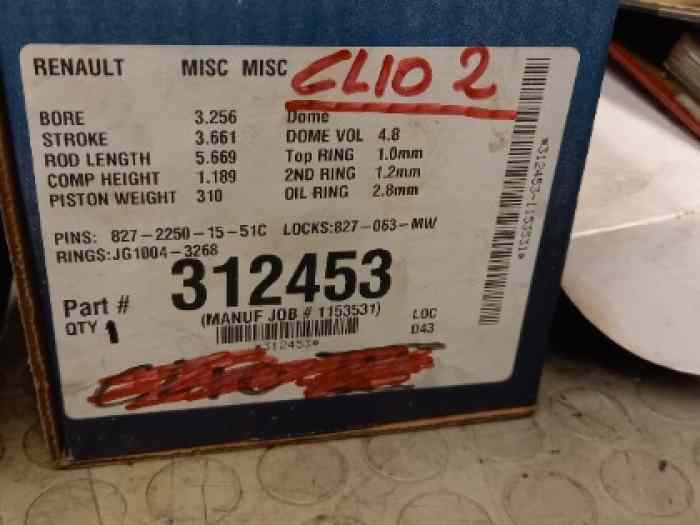 RENAULT MISC MISC CLIO 2
BORE 3.256 Dome
STROKE 3.661 DOME VOL 4.8
ROD LENGTH 5.669 Top RING 1.0mm
COMP HEIGHT 1.189 2ND RING 1.2mm
PISTON WEIGHT 310 OIL RING 2.8mm
PINS: 827-2250-15-51C LOCKS:827-063-MW
RINGS:JG1004-3268
Part # 312453
QTY 1 (MANUF JOB # 1153531) LOC
D43
*312453*
*312453-1153531*